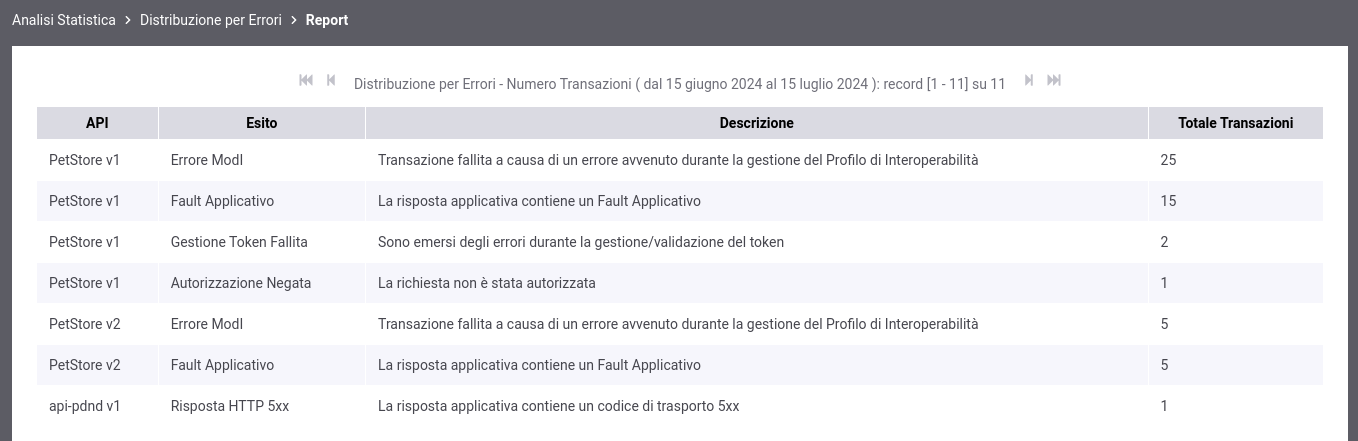 Analisi Statistica > Distribuzione per Errori > Report
Distribuzione per Errori - Numero Transazioni ( dal 15 giugno 2024 al 15 luglio 2024 ): record [1 - 11] su 11
API Esito Descrizione Totale Transazioni
PetStore v1 Errore ModI Transazione fallita a causa di un errore avvenuto durante la gestione del Profilo di Interoperabilità 25
PetStore v1 Fault Applicativo La risposta applicativa contiene un Fault Applicativo 15
PetStore v1 Gestione Token Fallita Sono emersi degli errori durante la gestione/validazione del token 2
PetStore v1 Autorizzazione Negata La richiesta non è stata autorizzata 1
PetStore v2 Errore ModI Transazione fallita a causa di un errore avvenuto durante la gestione del Profilo di Interoperabilità 5
PetStore v2 Fault Applicativo La risposta applicativa contiene un Fault Applicativo 5
api-pdnd v1 Risposta HTTP 5xx La risposta applicativa contiene un codice di trasporto 5xx 1